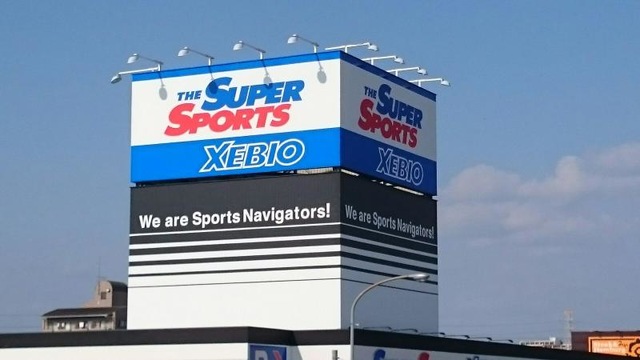 THE SUPER
SPORTS
XEBIO
We are Sports Navigators!
THE SUPER
SPORTS
XEBIO
We are Sports Navigators!